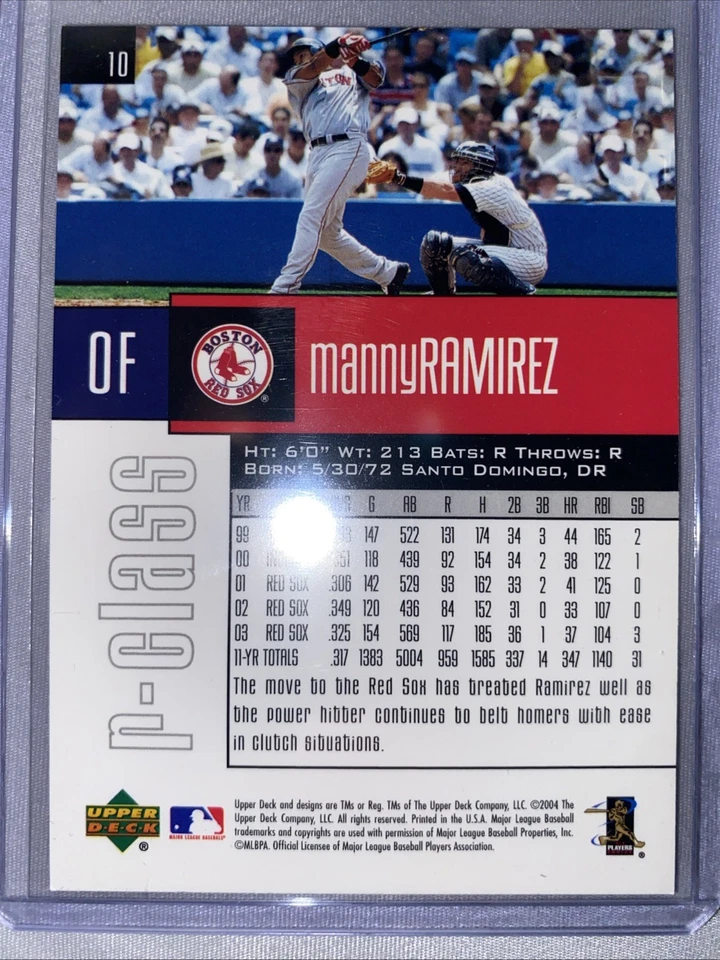 10
TON
OF
BOSTON
RED SOX
®
mannyRAMIREZ
HT: 6'0" WT: 213 BATS: R THROWS: R
BORN: 5/30/72 SANTO DOMINGO, DR
r-class
YR G AB R H 2B 3B HR RBI SB
99 147 522 131 174 34 3 44 165 2
00 118 439 92 154 34 2 38 122 1
01 RED SOX .306 142 529 93 162 33 2 41 125 0
02 RED SOX .349 120 436 84 152 31 0 33 107 0
03 RED SOX .325 154 569 117 185 36 1 37 104 3
11-YR TOTALS .317 1383 5004 959 1585 337 14 347 1140 31
The move to the Red Sox has treated Ramirez well as
the power hitter continues to belt homers with ease
in clutch situations.
UPPER
DECK
®
MAJOR LEAGUE BASEBALL
Upper Deck and designs are TMs or Reg. TMs of The Upper Deck Company, LLC. ©2004 The
Upper Deck Company, LLC. All rights reserved. Printed in the U.S.A. Major League Baseball
trademarks and copyrights are used with permission of Major League Baseball Properties, Inc.
©MLBPA. Official Licensee of Major League Baseball Players Association.
PLAYERS
®